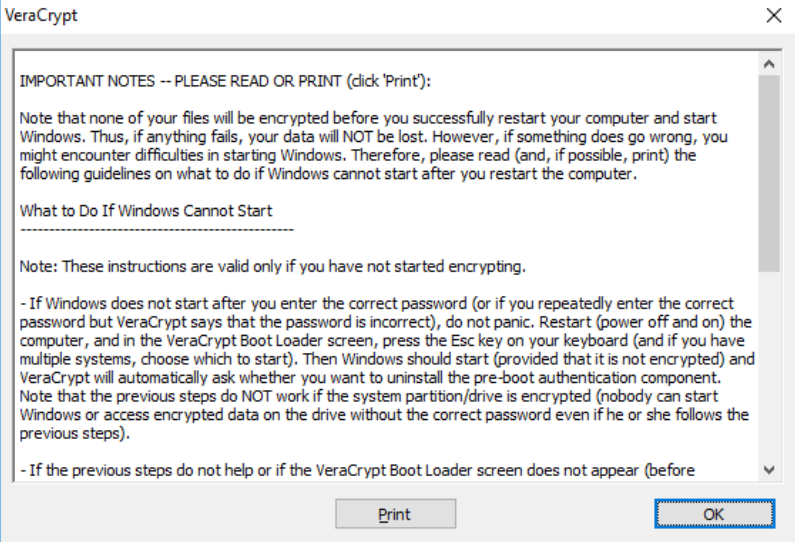 VeraCrypt
IMPORTANT NOTES -- PLEASE READ OR PRINT (click 'Print'):
Note that none of your files will be encrypted before you successfully restart your computer and start
Windows. Thus, if anything fails, your data will NOT be lost. However, if something does go wrong, you
might encounter difficulties in starting Windows. Therefore, please read (and, if possible, print) the
following guidelines on what to do if Windows cannot start after you restart the computer.
What to Do If Windows Cannot Start
------------------------------------------------
Note: These instructions are valid only if you have not started encrypting.
- If Windows does not start after you enter the correct password (or if you repeatedly enter the correct
password but VeraCrypt says that the password is incorrect), do not panic. Restart (power off and on) the
computer, and in the VeraCrypt Boot Loader screen, press the Esc key on your keyboard (and if you have
multiple systems, choose which to start). Then Windows should start (provided that it is not encrypted) and
VeraCrypt will automatically ask whether you want to uninstall the pre-boot authentication component.
Note that the previous steps do NOT work if the system partition/drive is encrypted (nobody can start
Windows or access encrypted data on the drive without the correct password even if he or she follows the
previous steps).
- If the previous steps do not help or if the VeraCrypt Boot Loader screen does not appear (before
Print
OK